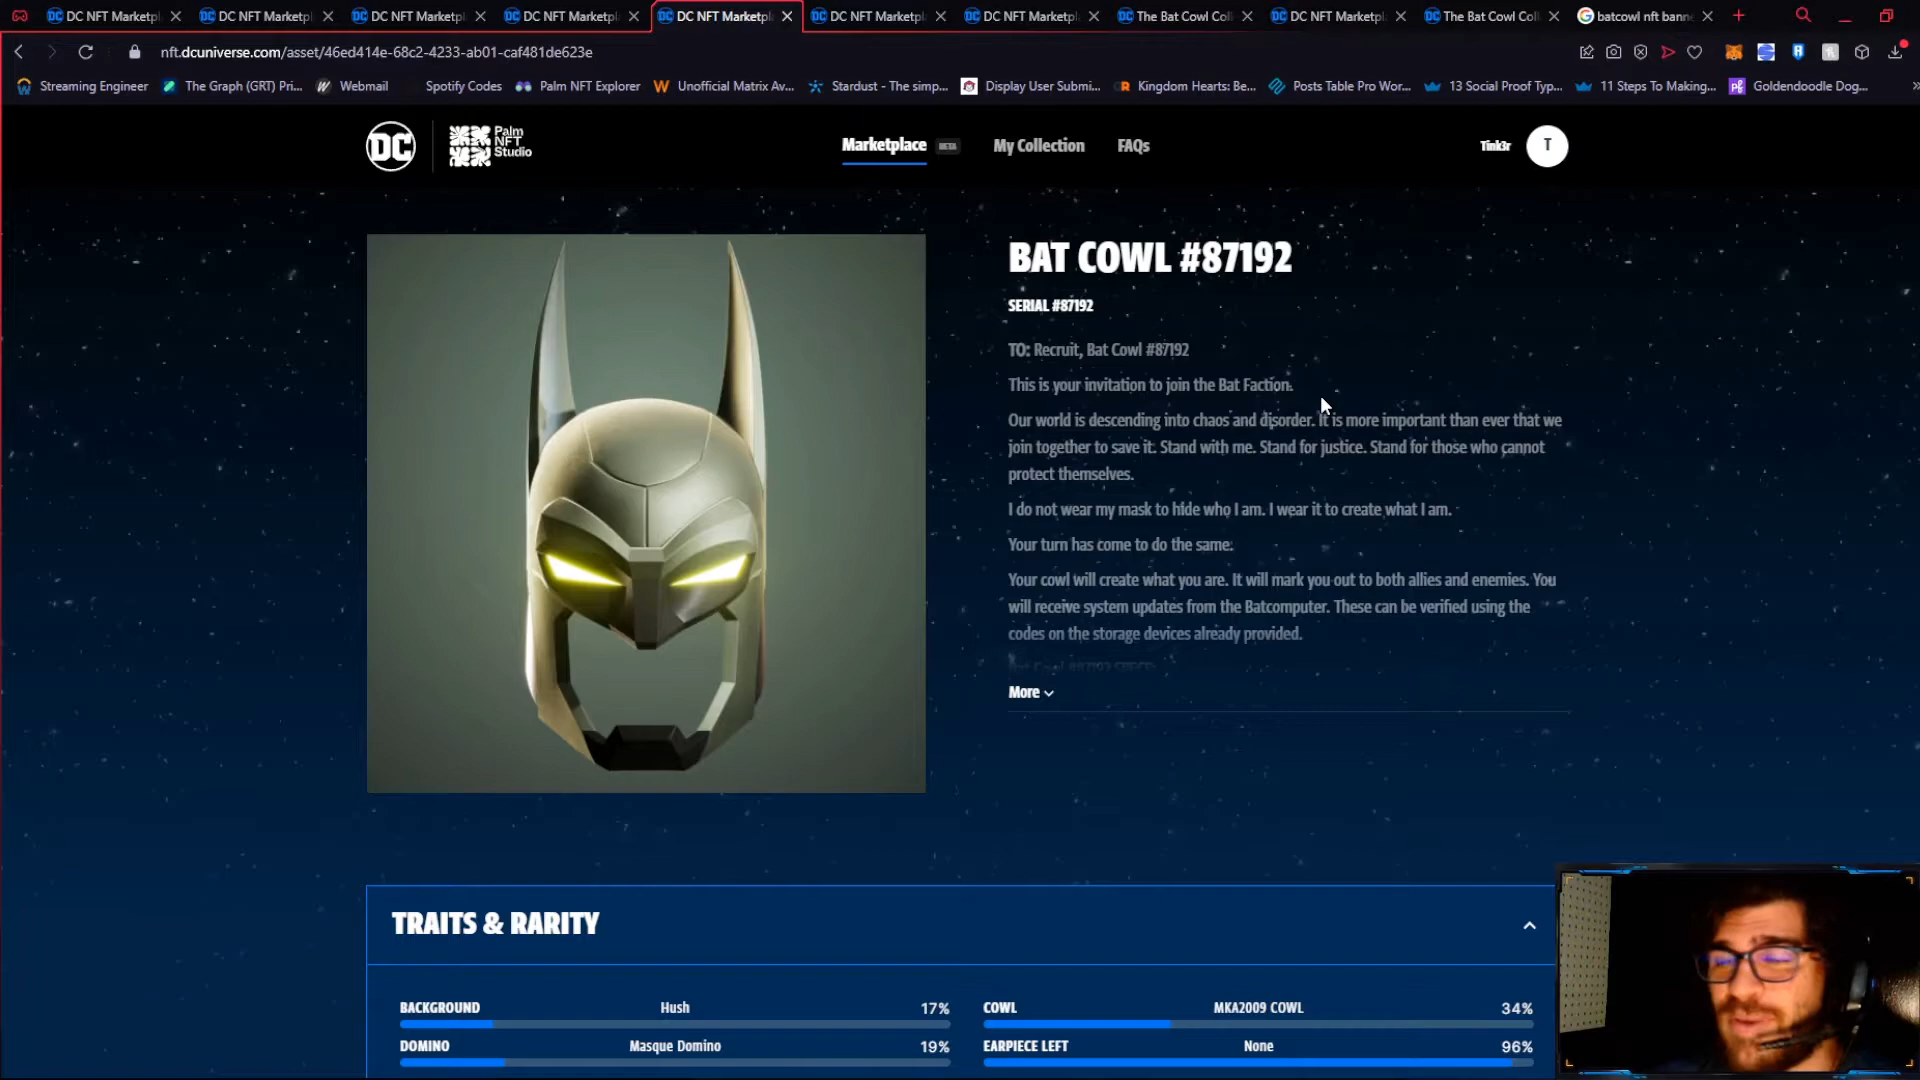 DC NFT Marketpl
DC NFT Marketpl
DC NFT Marketpl
DC NFT Marketpl
DC NFT Marketpl
DC NFT Marketpl
DC NFT Marketpl
The Bat Cowl Coll
DC NFT Marketpl
The Bat Cowl Coll
batcowl nft bann
nft.dcuniverse.com/asset/46ed414e-68c2-4233-ab01-caf481de623e
Streaming Engineer
The Graph (GRT) Pri...
Webmail
Spotify Codes
Palm NFT Explorer
Unofficial Matrix Av...
Stardust - The simp...
Display User Submi...
Kingdom Hearts: Be...
Posts Table Pro Wor...
13 Social Proof Typ...
11 Steps To Making...
Goldendoodle Dog...
DC
Palm
NFT
Studio
Marketplace BETA
My Collection
FAQs
Tink3r
T
BAT COWL #87192
SERIAL #87192
TO: Recruit, Bat Cowl #87192
This is your invitation to join the Bat Faction.
Our world is descending into chaos and disorder. It is more important than ever that we
join together to save it. Stand with me. Stand for justice. Stand for those who cannot
protect themselves.
I do not wear my mask to hide who I am. I wear it to create what I am.
Your turn has come to do the same.
Your cowl will create what you are. It will mark you out to both allies and enemies. You
will receive system updates from the Batcomputer. These can be verified using the
codes on the storage devices already provided.
Bat Cowl #87192 SPECS:
More
TRAITS & RARITY
BACKGROUND Hush 17%
COWL MKA2009 COWL 34%
DOMINO Masque Domino 19%
EARPIECE LEFT None 96%